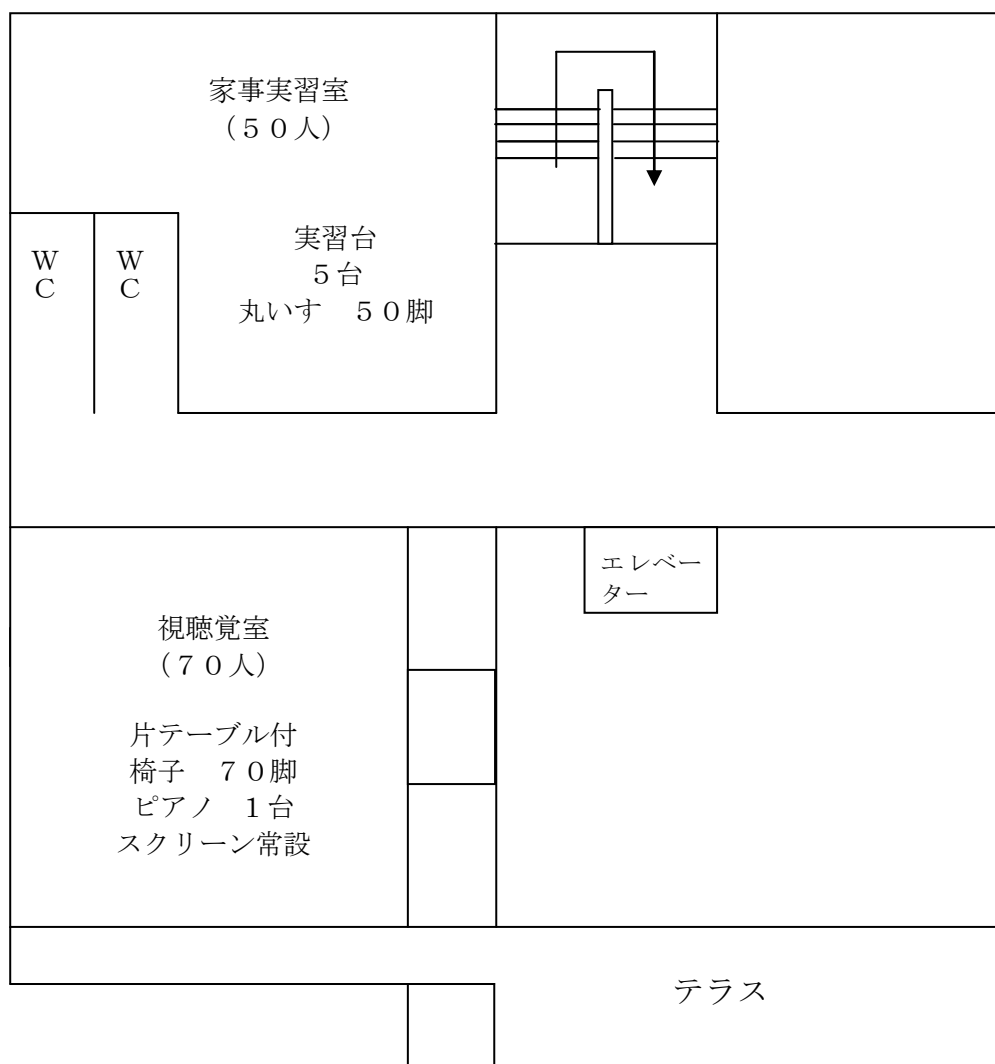 家事実習室
（５０人）
実習台
５台
丸いす　５０脚
ＷＣ
ＷＣ
エレベー
ター
視聴覚室
（７０人）
片テーブル付
椅子　７０脚
ピアノ　１台
スクリーン常設
テラス